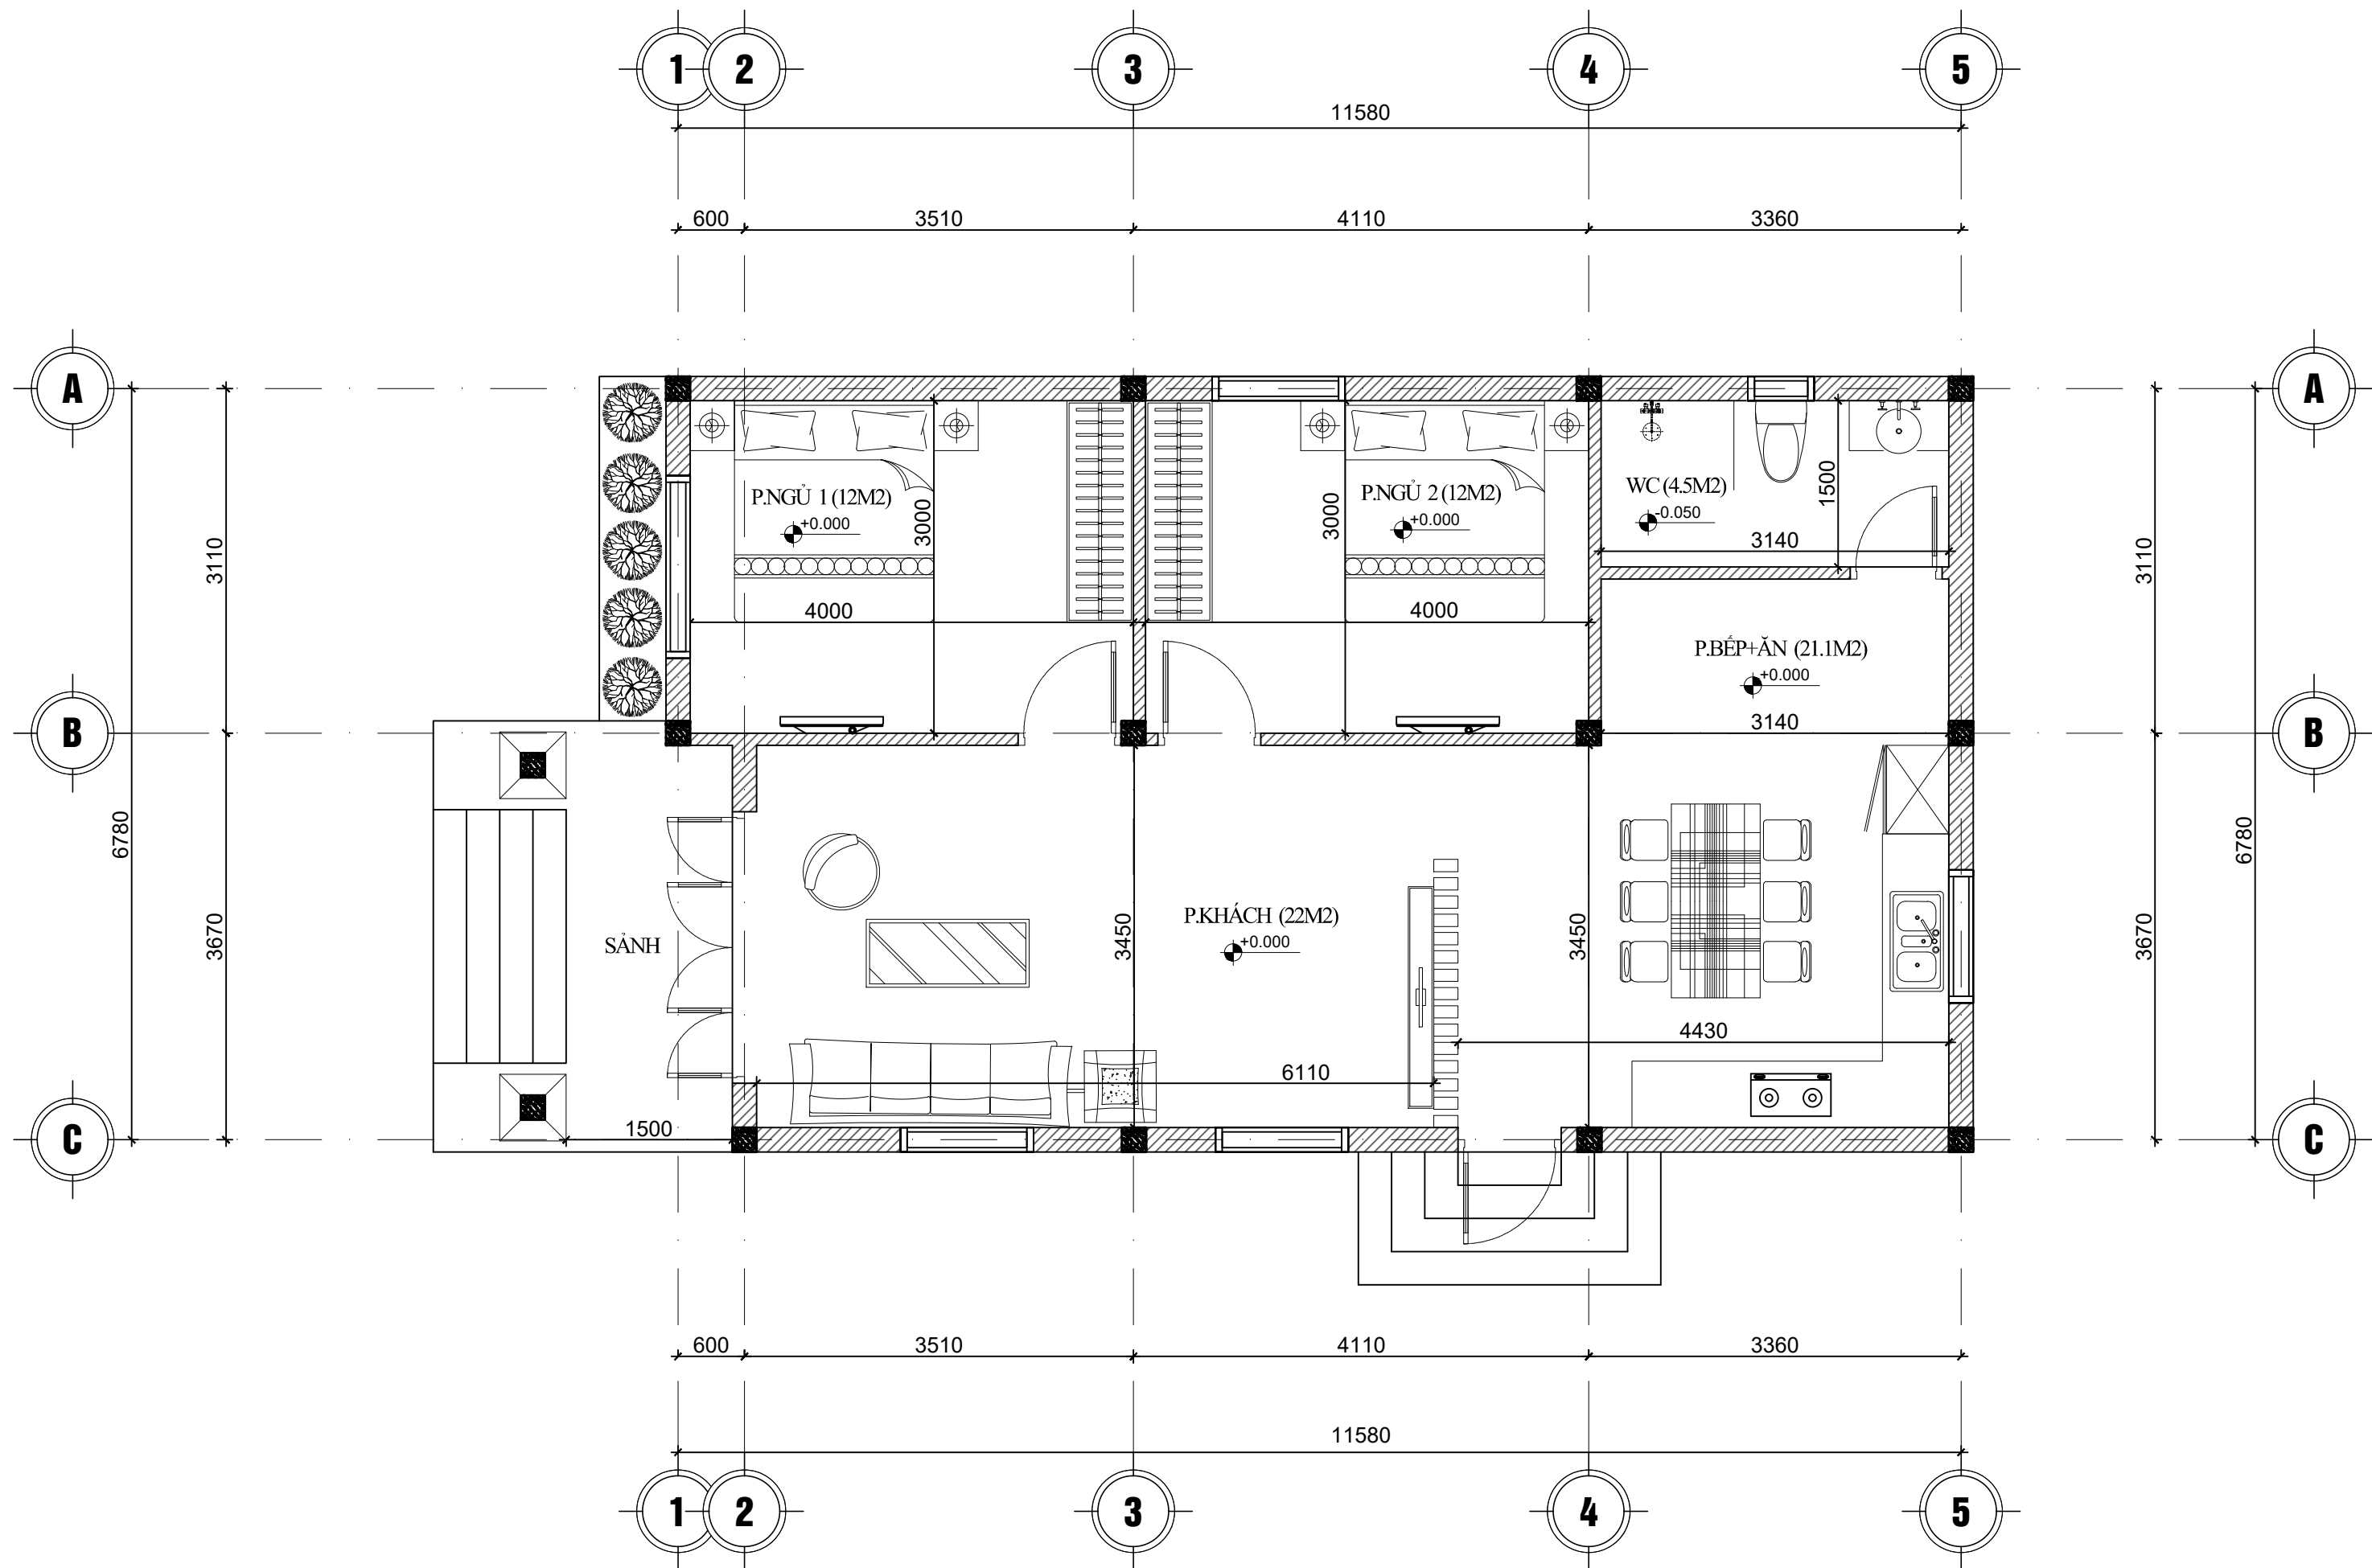 1 2 3 4 5
11580
600 3510 4110 3360
A A
P.NGỦ 1 (12M2) P.NGỦ 2 (12M2) WC (4.5M2)
+0.000 +0.000 -0.050
3000 3000 1500
3140
3110 3110
4000 4000
P.BẾP+ĂN (21.1M2)
+0.000
3140
B B
6780 6780
P.KHÁCH (22M2)
+0.000
SẢNH
3670 3450 3450 3670
4430
6110
1500
C C
600 3510 4110 3360
11580
1 2 3 4 5